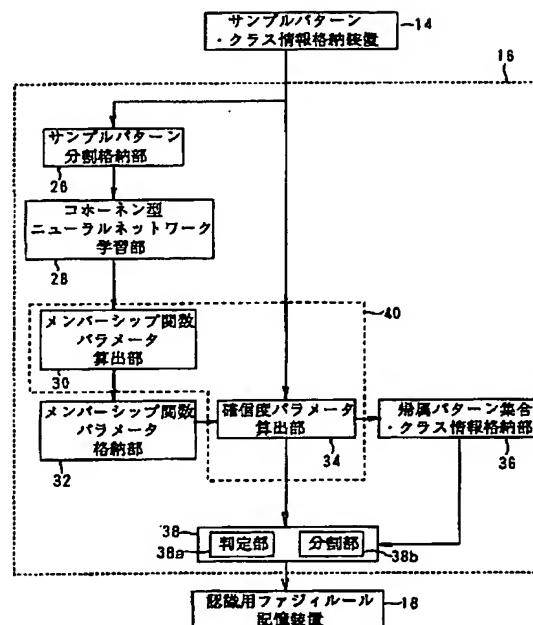 サンプルパターン
・クラス情報格納装置
14
16
サンプルパターン
分割格納部
26
コホーネン型
ニューラルネットワーク
学習部
28
40
メンバーシップ関数
パラメータ
算出部
30
メンバーシップ関数
パラメータ
格納部
32
確信度パラメータ
算出部
34
帰属パターン集合
・クラス情報格納部
36
38
判定部
38a
分割部
38b
認識用ファジィルール
記憶装置
18